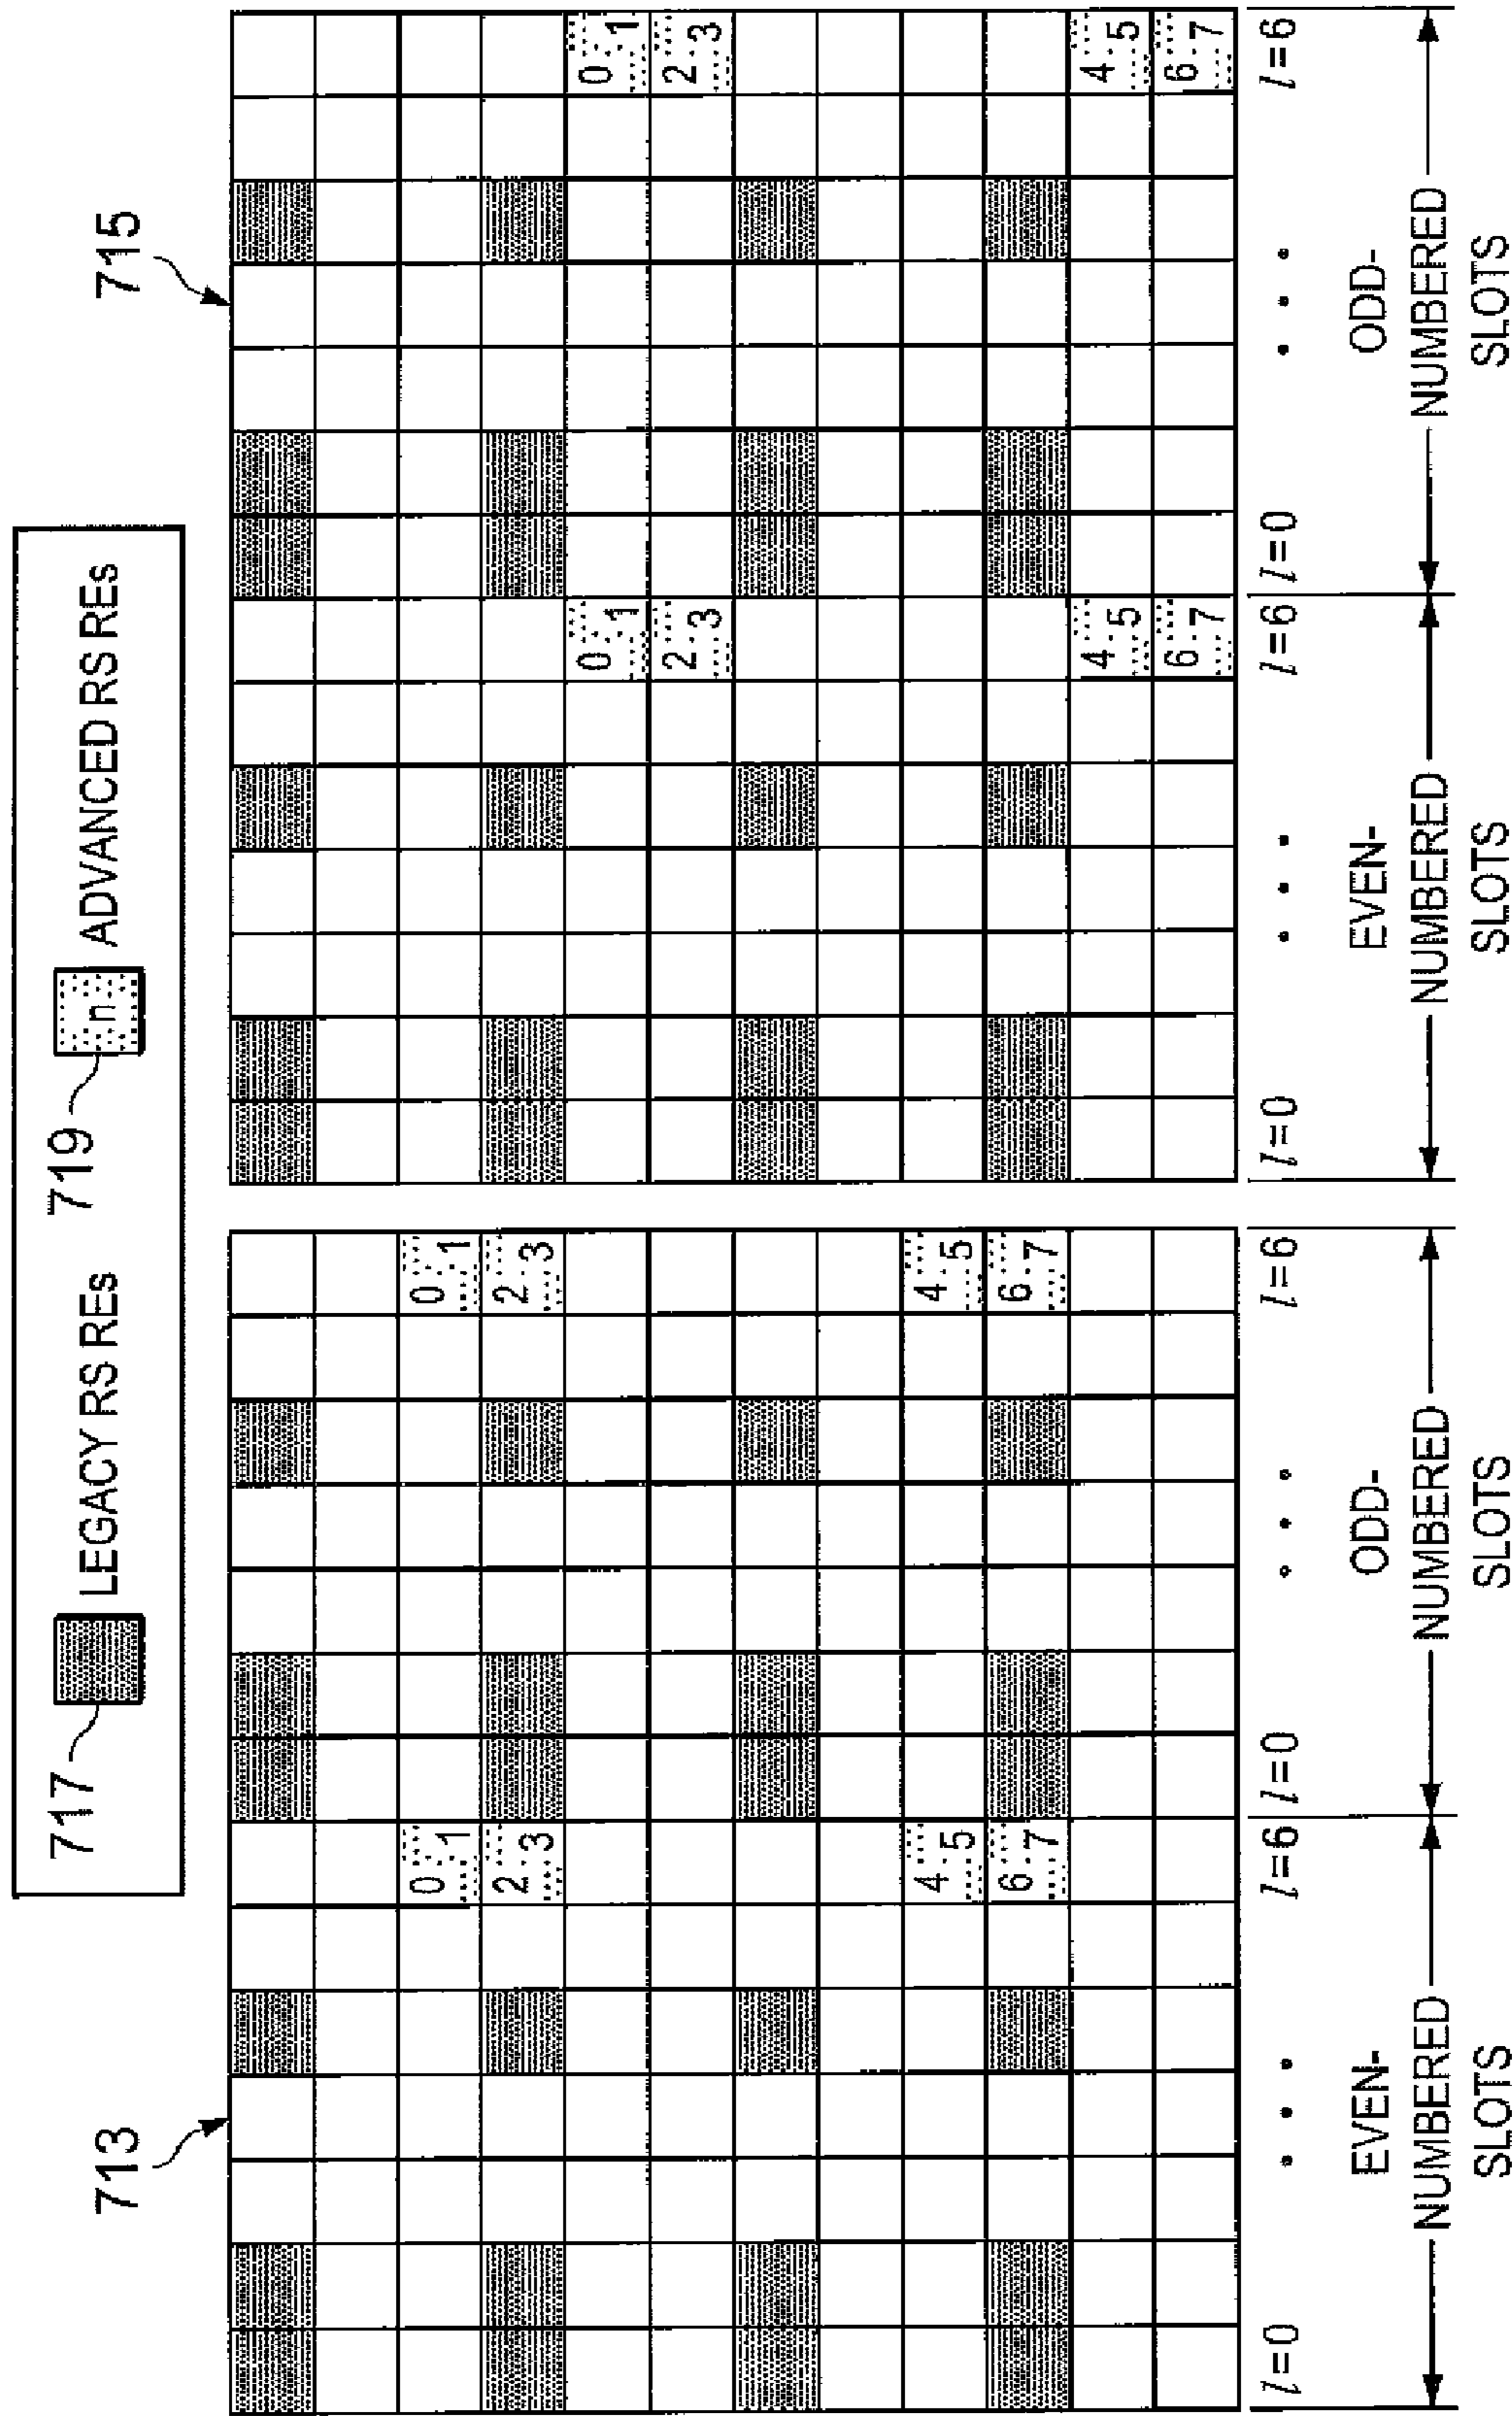 717 LEGACY RS REs 719 n ADVANCED RS REs
713 715
0 1 0 1
2 3 2 3
0 1 0 1
2 3 2 3
4 5 4 5
6 7 6 7
4 5 4 5
6 7 6 7
l=0 l=6 l=0 l=6 l=0 l=6 l=0 l=6
EVEN- ODD- EVEN- ODD-
NUMBERED NUMBERED NUMBERED NUMBERED
SLOTS SLOTS SLOTS SLOTS